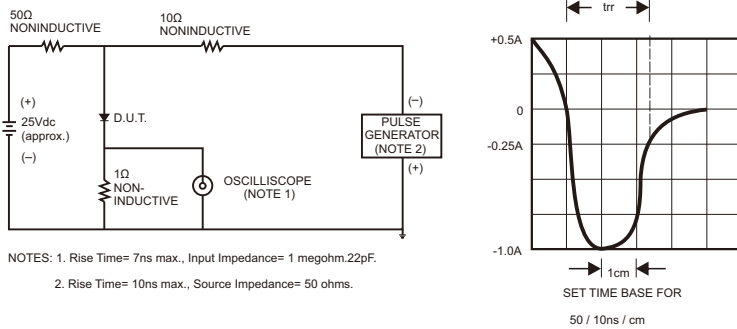 50Ω
NONINDUCTIVE
10Ω
NONINDUCTIVE
(+)
25Vdc
(approx.)
(–)
D.U.T.
1Ω
NON-
INDUCTIVE
OSCILLISCOPE
(NOTE 1)
(–)
PULSE
GENERATOR
(NOTE 2)
(+)
NOTES: 1. Rise Time= 7ns max., Input Impedance= 1 megohm.22pF.
2. Rise Time= 10ns max., Source Impedance= 50 ohms.
trr
+0.5A
0
-0.25A
-1.0A
1cm
SET TIME BASE FOR
50 / 10ns / cm